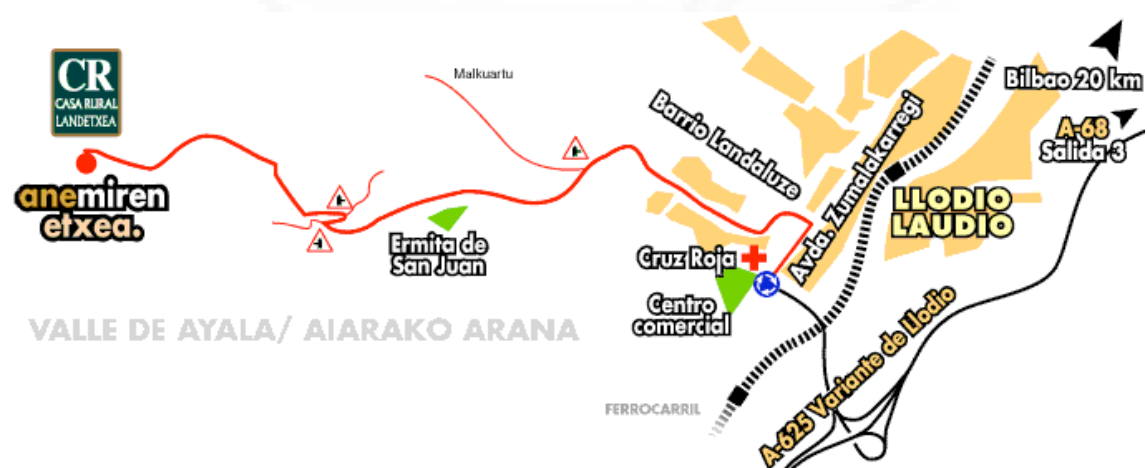 CR
CASA RURAL
LANDETXEA
anemiren
etxea.
Malkuartu
Barrio Landaluze
Avda. Zumalakarregi
Bilbao 20 km
A-68
Salida 3
LLODIO
LAUDIO
Ermita de
San Juan
Cruz Roja
Centro
comercial
VALLE DE AYALA/ AIARAKO ARANA
FERROCARRIL
A-625 Variante de Llodio